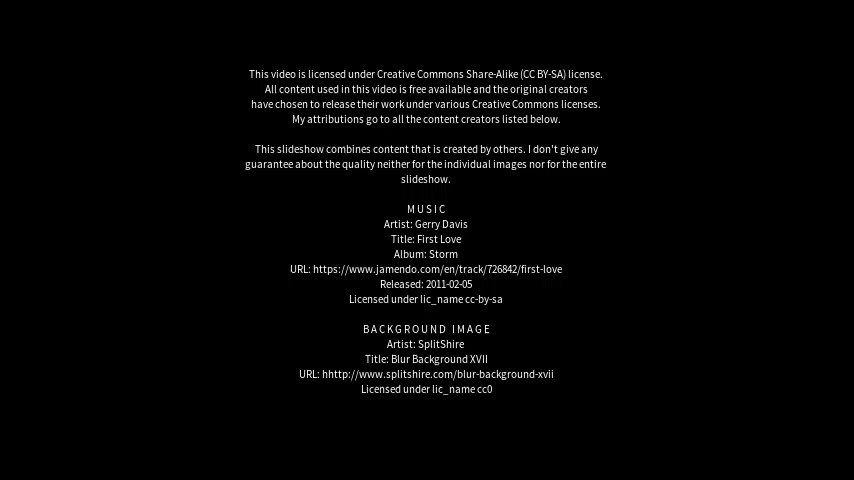 This video is licensed under Creative Commons Share-Alike (CC BY-SA) license.
All content used in this video is free available and the original creators
have chosen to release their work under various Creative Commons licenses.
My attributions go to all the content creators listed below.
This slideshow combines content that is created by others. I don't give any
guarantee about the quality neither for the individual images nor for the entire
slideshow.
MUSIC
Artist: Gerry Davis
Title: First Love
Album: Storm
URL: https://www.jamendo.com/en/track/726842/first-love
Released: 2011-02-05
Licensed under lic_name cc-by-sa
BACKGROUND IMAGE
Artist: SplitShire
Title: Blur Background XVII
URL: hhttp://www.splitshire.com/blur-background-xvii
Licensed under lic_name cc0